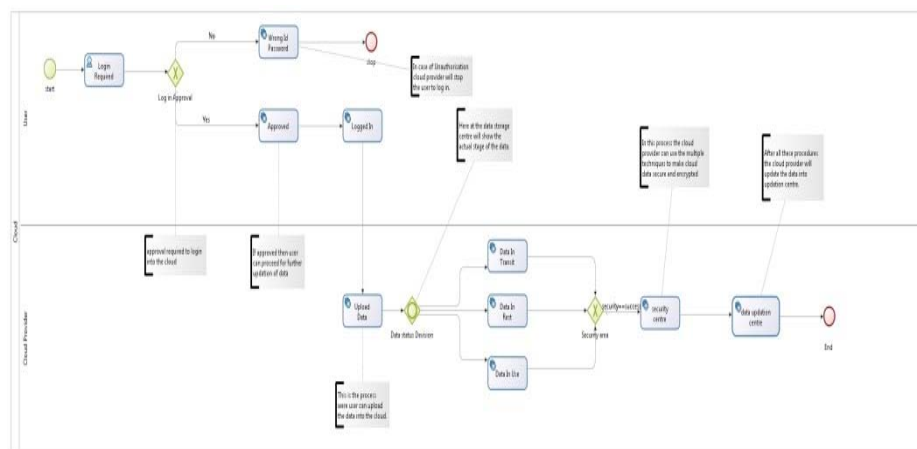 Cloud
User
Cloud Provider
start
Login
Required
Log in Approval
No
Wrong Id
Password
stop
In case of Unauthorisation
cloud provider will stop
the user to log in.
Yes
Approved
Logged In
Here at the data storage
centre will show the
actual stage of the data.
In this process the cloud
provider can use the multiple
techniques to make cloud
data secure and encrypted
After all these procedures
the cloud provider will
update the data into
updation centre.
approval required to login
into the cloud
If approved then user
can proceed for further
updation of data
Upload
Data
Data status Devision
Data In
Transit
Data In
Rest
Data In Use
Security area
security==success
security
centre
data updation
centre
End
This is the process
were user can upload
the data into the cloud.